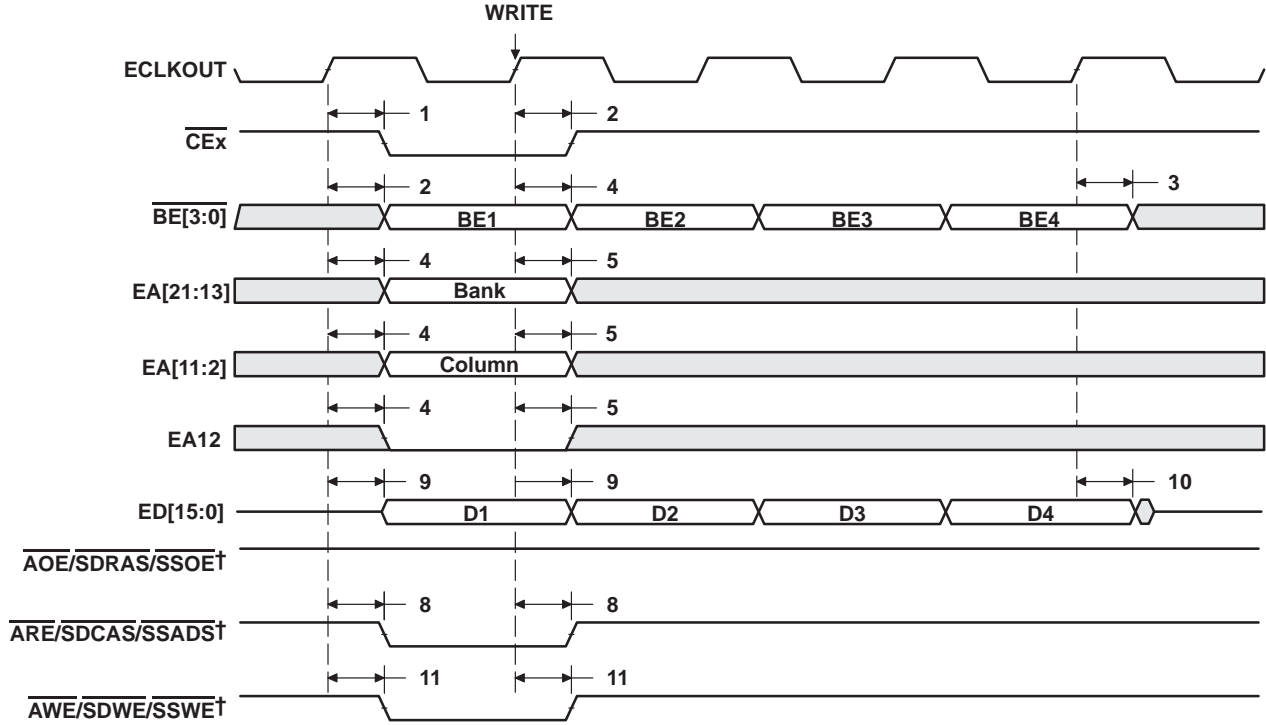 WRITE
ECLKOUT
1 2
CEx
2 4 3
BE[3:0] BE1 BE2 BE3 BE4
4 5
EA[21:13] Bank
4 5
EA[11:2] Column
4 5
EA12
9 9 10
ED[15:0] D1 D2 D3 D4
AOE/SDRAS/SSOE†
8 8
ARE/SDCAS/SSADS†
11 11
AWE/SDWE/SSWE†